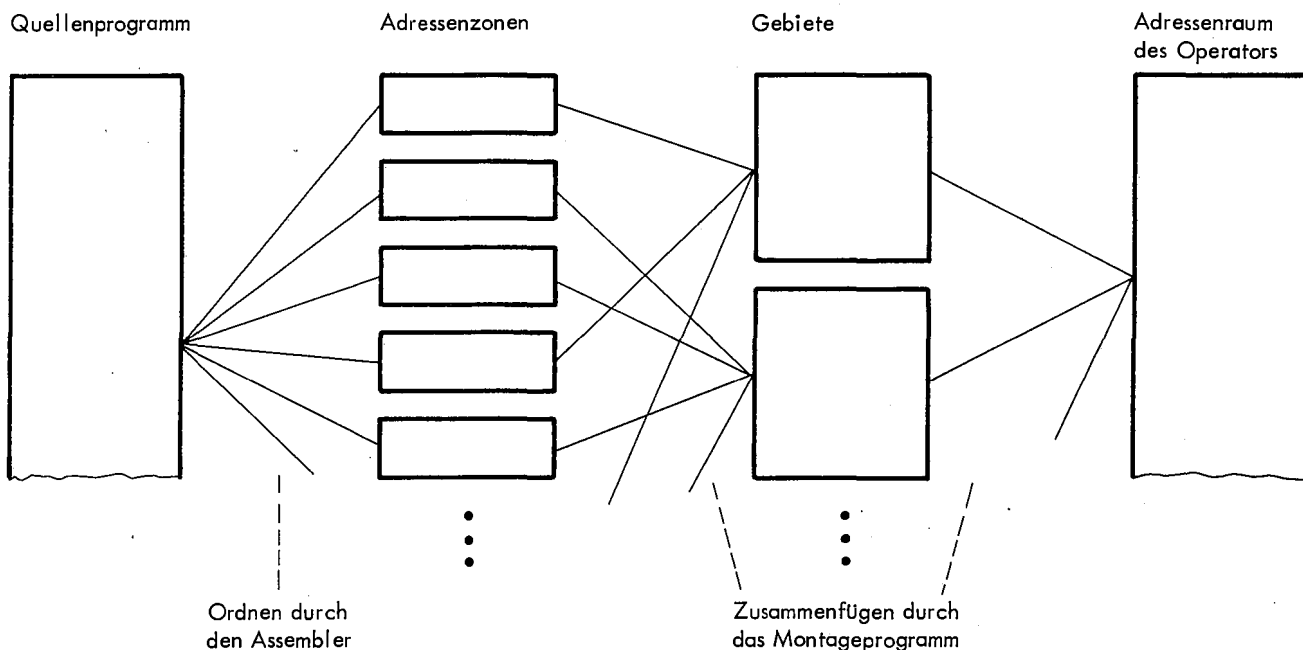 Quellenprogramm
Adressenzonen
Gebiete
Adressenraum
des Operators
Ordnen durch
den Assembler
Zusammenfügen durch
das Montageprogramm